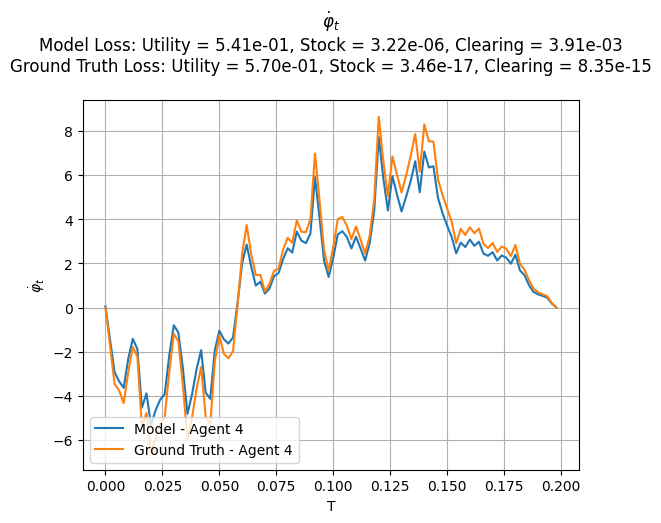 φ̇ₜ
Model Loss: Utility = 5.41e-01, Stock = 3.22e-06, Clearing = 3.91e-03
Ground Truth Loss: Utility = 5.70e-01, Stock = 3.46e-17, Clearing = 8.35e-15
8
6
4
2
0
−2
−4
−6
φ̇ₜ
Model - Agent 4
Ground Truth - Agent 4
0.000 0.025 0.050 0.075 0.100 0.125 0.150 0.175 0.200
T